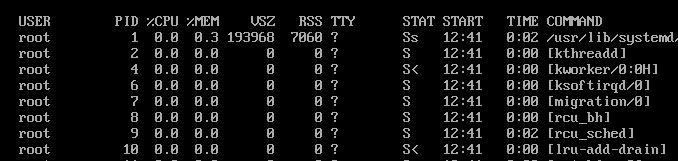 USER PID %CPU %MEM VSZ RSS TTY STAT START TIME COMMAND
root 1 0.0 0.3 193968 7060 ? Ss 12:41 0:02 /usr/lib/systemd/
root 2 0.0 0.0 0 0 ? S 12:41 0:00 [kthreadd]
root 4 0.0 0.0 0 0 ? S< 12:41 0:00 [kworker/0:0H]
root 6 0.0 0.0 0 0 ? S 12:41 0:00 [ksoftirqd/0]
root 7 0.0 0.0 0 0 ? S 12:41 0:00 [migration/0]
root 8 0.0 0.0 0 0 ? S 12:41 0:00 [rcu_bh]
root 9 0.0 0.0 0 0 ? S 12:41 0:02 [rcu_sched]
root 10 0.0 0.0 0 0 ? S< 12:41 0:00 [lru-add-drain]